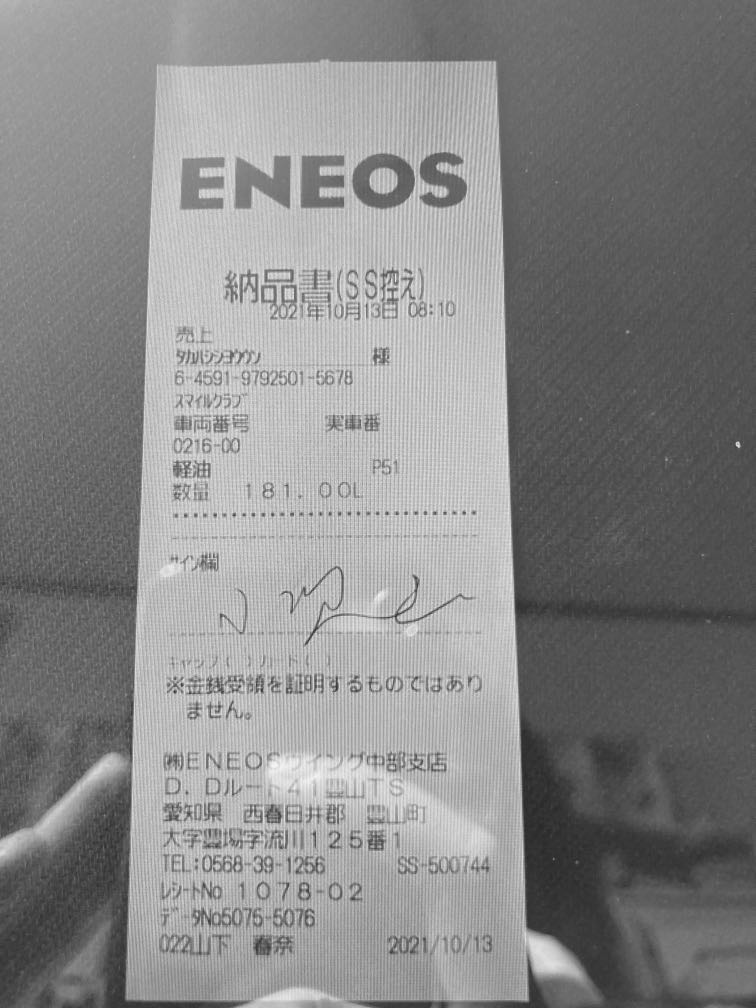 ENEOS
納品書(SS控え)
2021年10月13日 08:10
売上
ﾀｶﾊｼｼﾖｳｳﾝ 様
6-4591-9792501-5678
ｽﾏｲﾙｸﾗﾌﾞ
車両番号 実車番
0216-00
軽油 P51
数量 181.00L
ｻｲﾝ欄
ｷｬｯﾌﾟ( ) ｶｰﾄﾞ( )
※金銭受領を証明するものではあり
ません。
㈱ENEOSウイング中部支店
D.Dルート41豊山TS
愛知県 西春日井郡 豊山町
大字豊場字流川125番1
TEL:0568-39-1256 SS-500744
ﾚｼｰﾄNo 1078-02
ﾃﾞｰﾀNo5075-5076
022山下 春奈 2021/10/13